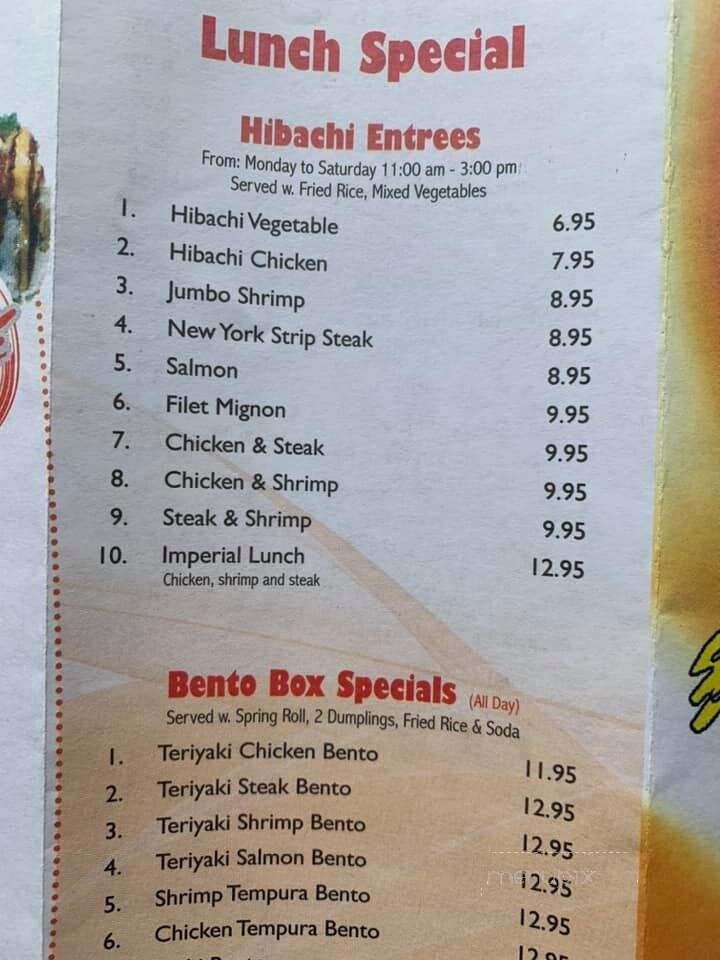 Lunch Special
Hibachi Entrees
From: Monday to Saturday 11:00 am - 3:00 pm
Served w. Fried Rice, Mixed Vegetables
1. Hibachi Vegetable 6.95
2. Hibachi Chicken 7.95
3. Jumbo Shrimp 8.95
4. New York Strip Steak 8.95
5. Salmon 8.95
6. Filet Mignon 9.95
7. Chicken & Steak 9.95
8. Chicken & Shrimp 9.95
9. Steak & Shrimp 9.95
10. Imperial Lunch 12.95
Chicken, shrimp and steak
Bento Box Specials (All Day)
Served w. Spring Roll, 2 Dumplings, Fried Rice & Soda
1. Teriyaki Chicken Bento 11.95
2. Teriyaki Steak Bento 12.95
3. Teriyaki Shrimp Bento 12.95
4. Teriyaki Salmon Bento 12.95
5. Shrimp Tempura Bento 12.95
6. Chicken Tempura Bento